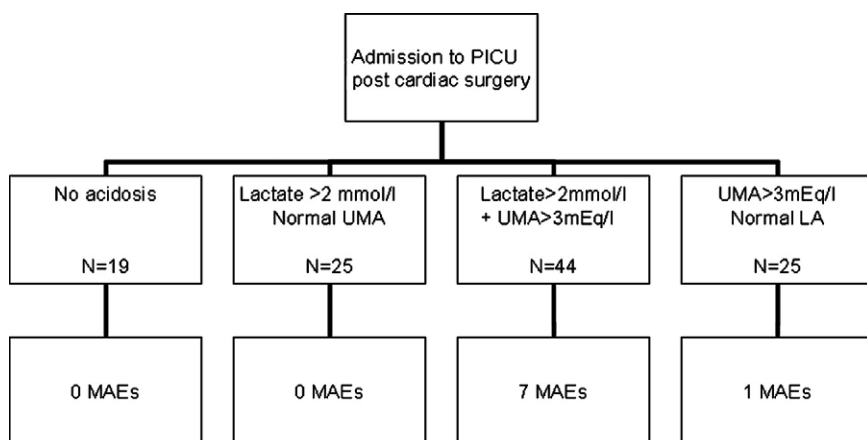 Admission to PICU
post cardiac surgery
No acidosis
N=19
Lactate >2 mmol/l
Normal UMA
N=25
Lactate>2mmol/l
+ UMA>3mEq/l
N=44
UMA>3mEq/l
Normal LA
N=25
0 MAEs
0 MAEs
7 MAEs
1 MAEs